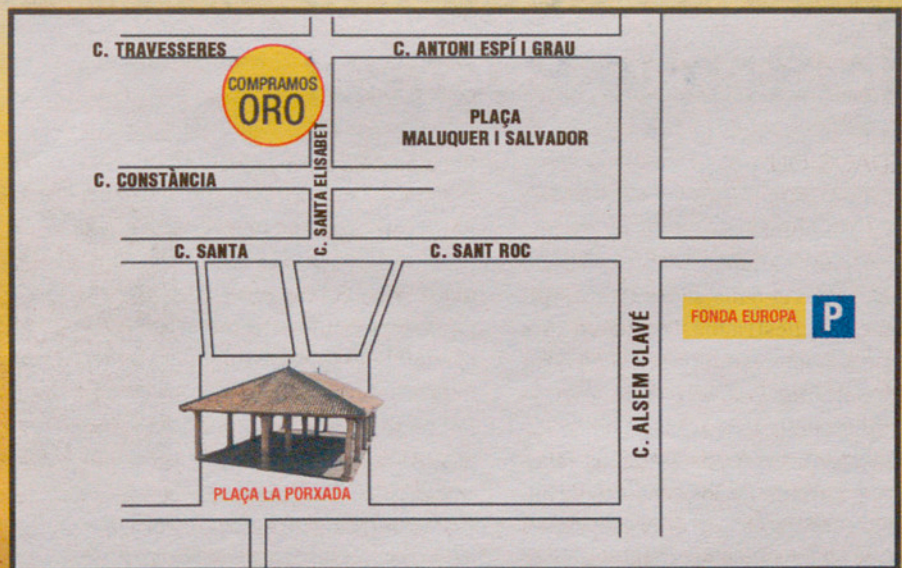 C. TRAVESSERES
C. ANTONI ESPÍ I GRAU
COMPRAMOS
ORO
PLAÇA
MALUQUER I SALVADOR
C. SANTA ELISABET
C. CONSTÀNCIA
C. SANTA
C. SANT ROC
FONDA EUROPA
P
C. ALSEM CLAVÉ
PLAÇA LA PORXADA